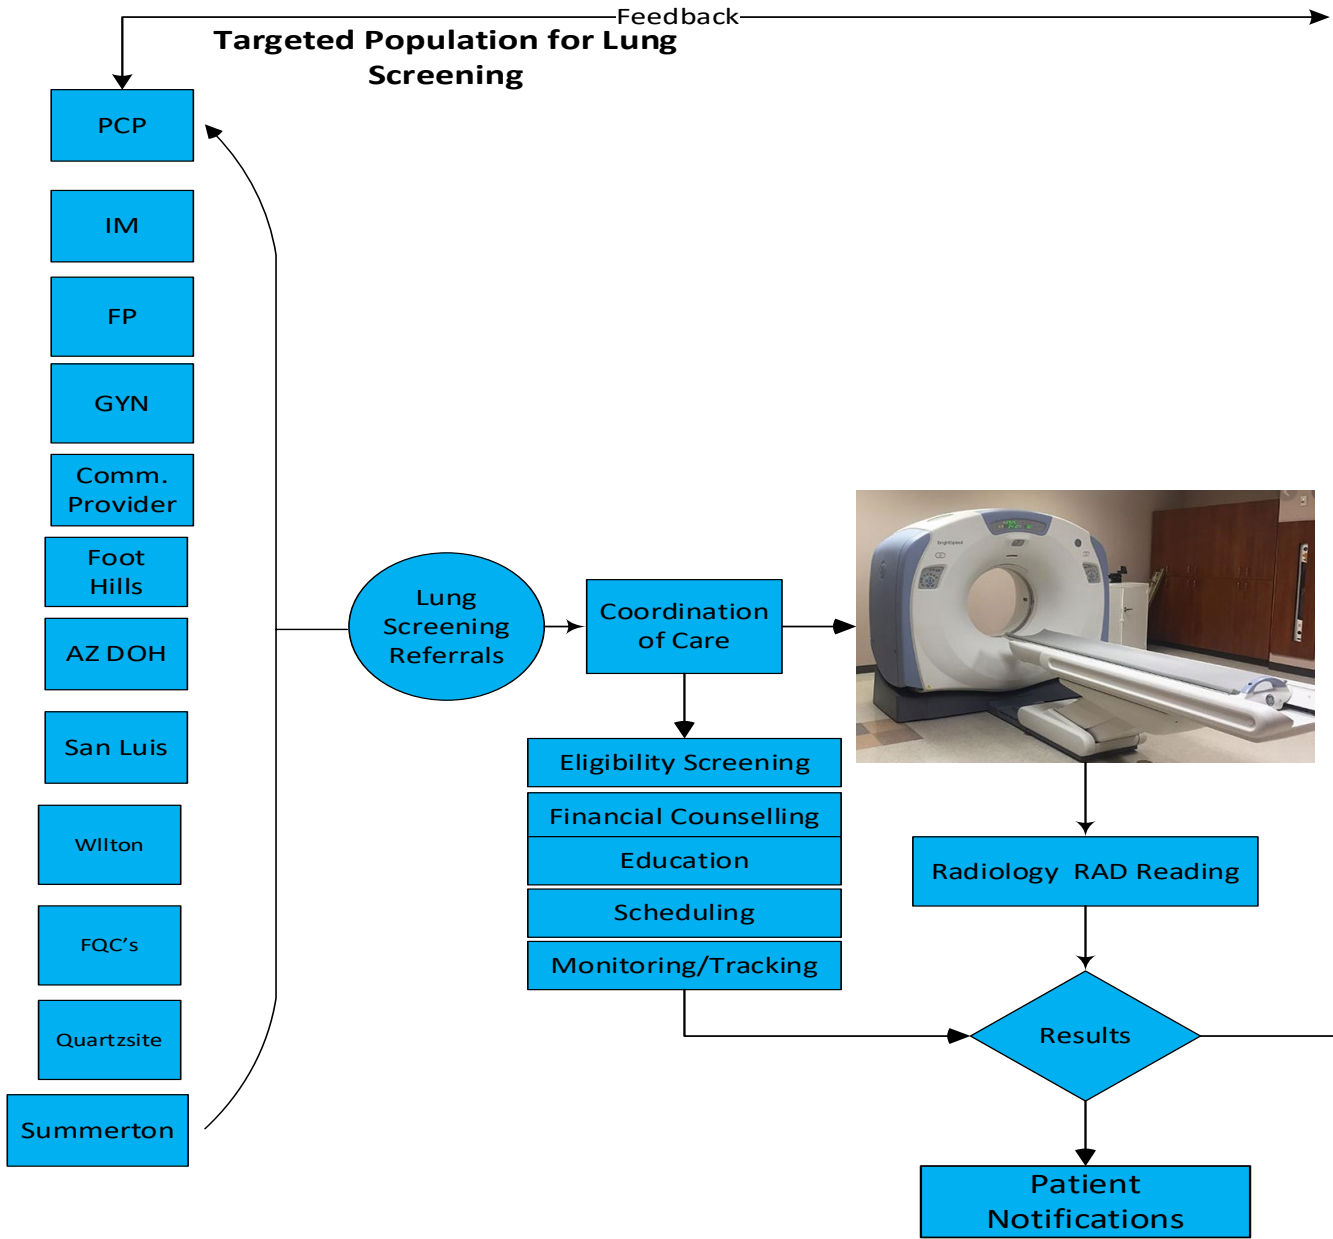 Feedback
Targeted Population for Lung
Screening
PCP
IM
FP
GYN
Comm.
Provider
Foot
Hills
AZ DOH
San Luis
WIlton
FQC's
Quartzsite
Summerton
Lung
Screening
Referrals
Coordination
of Care
Eligibility Screening
Financial Counselling
Education
Scheduling
Monitoring/Tracking
BrightSpeed
Radiology RAD Reading
Results
Patient
Notifications